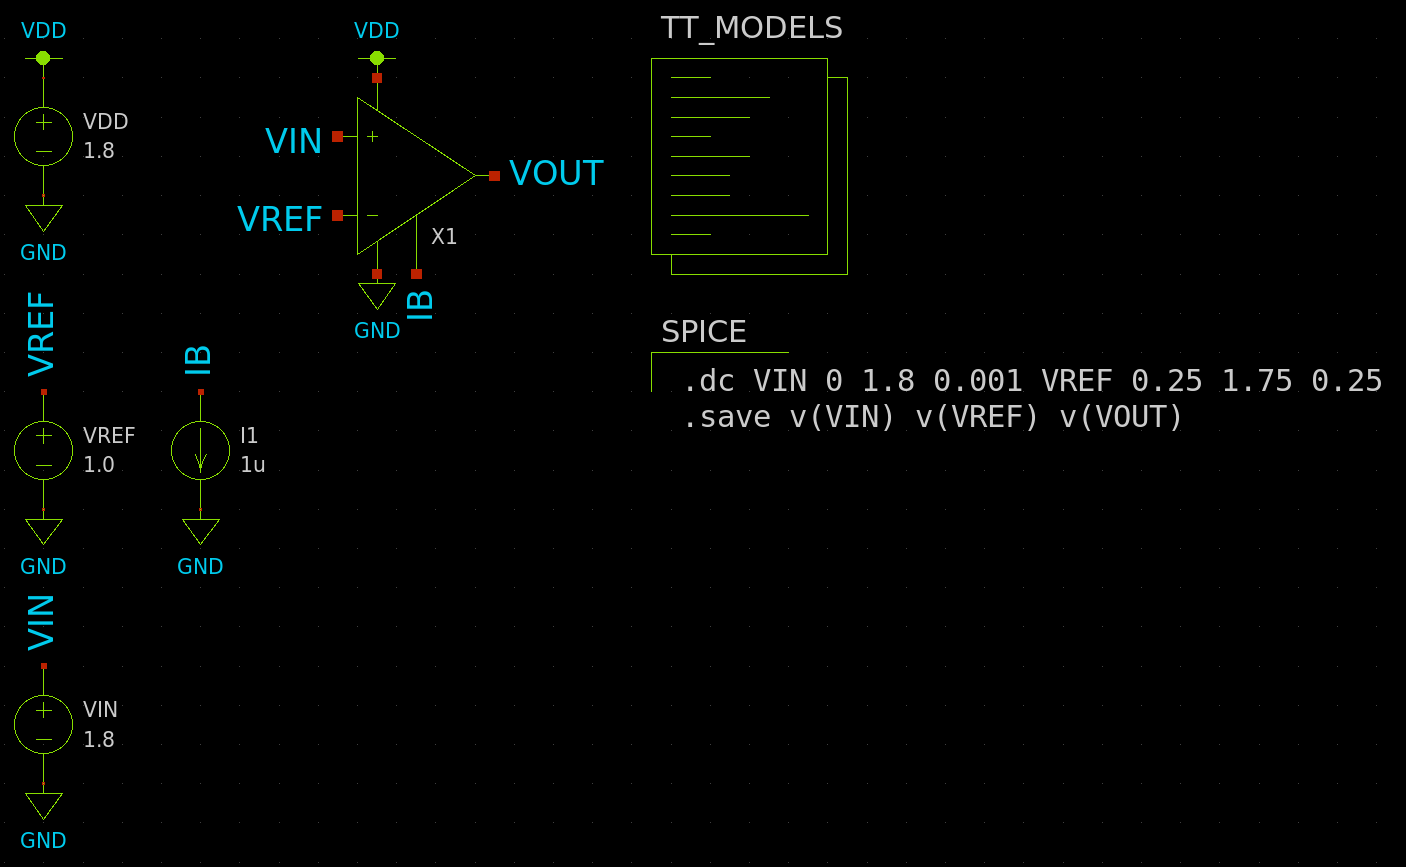 VDD
VDD
1.8
GND
VDD
VIN
VREF
VOUT
X1
GND
IB
TT_MODELS
SPICE
.dc VIN 0 1.8 0.001 VREF 0.25 1.75 0.25
.save v(VIN) v(VREF) v(VOUT)
VREF
VREF
1.0
GND
IB
I1
1u
GND
VIN
VIN
1.8
GND